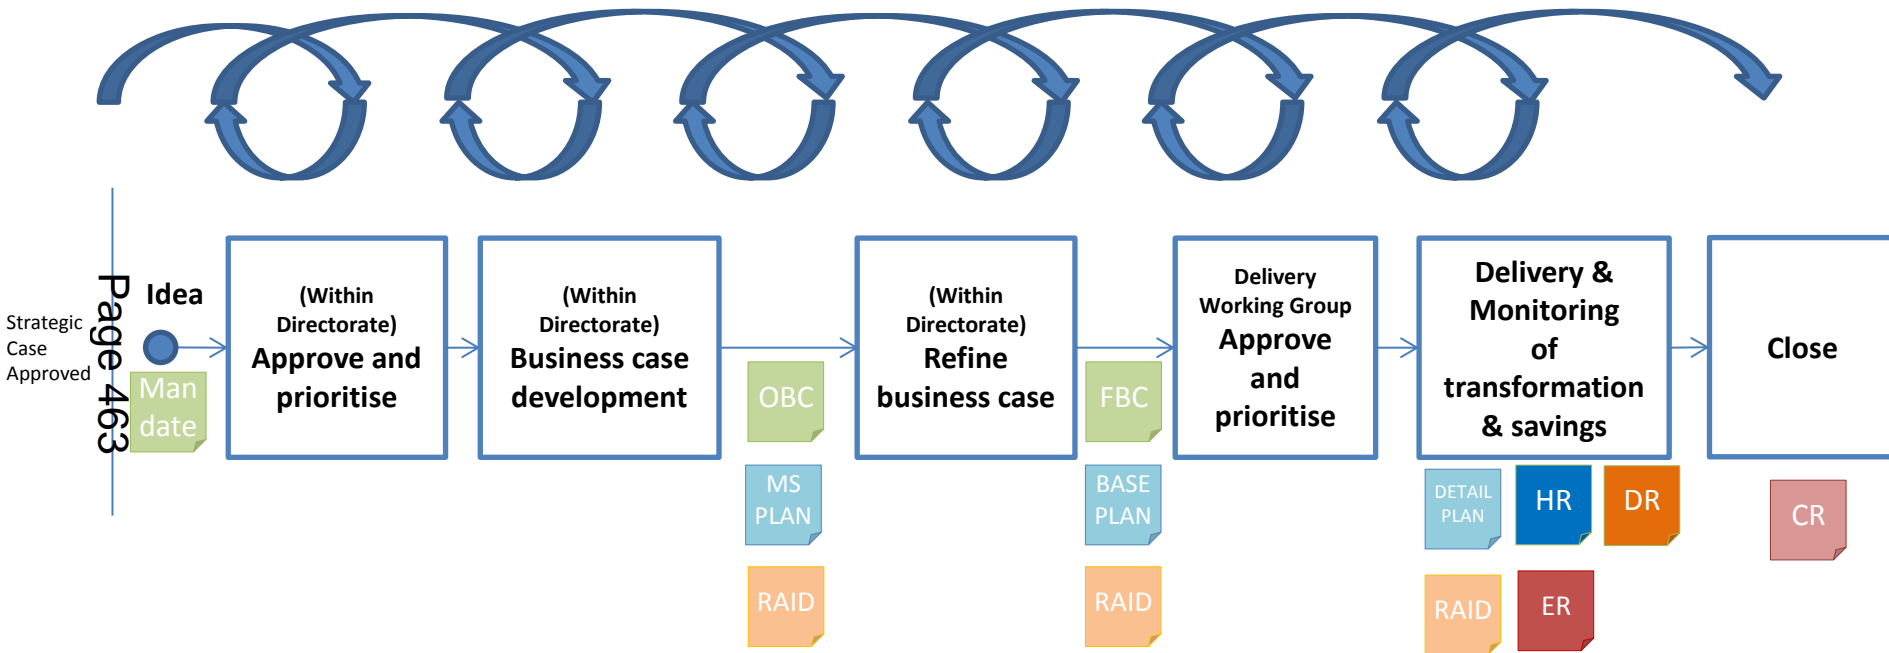 Strategic
Case
Approved
Page 463
Idea
Man
date
(Within
Directorate)
Approve and
prioritise
(Within
Directorate)
Business case
development
OBC
MS
PLAN
RAID
(Within
Directorate)
Refine
business case
FBC
BASE
PLAN
RAID
Delivery
Working Group
Approve
and
prioritise
Delivery &
Monitoring
of
transformation
& savings
DETAIL
PLAN
HR
DR
RAID
ER
Close
CR